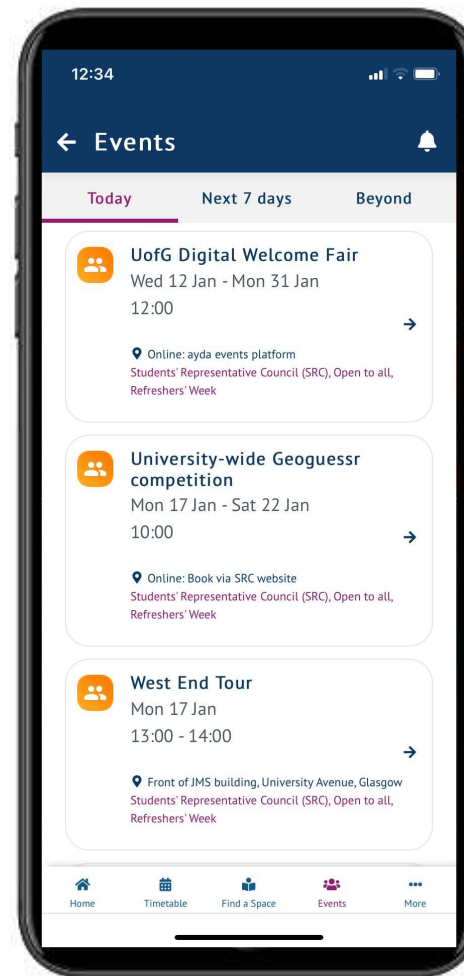 12:34
Events
Today Next 7 days Beyond
UofG Digital Welcome Fair
Wed 12 Jan - Mon 31 Jan
12:00
Online: ayda events platform
Students' Representative Council (SRC), Open to all,
Refreshers' Week
University-wide Geoguessr
competition
Mon 17 Jan - Sat 22 Jan
10:00
Online: Book via SRC website
Students' Representative Council (SRC), Open to all,
Refreshers' Week
West End Tour
Mon 17 Jan
13:00 - 14:00
Front of JMS building, University Avenue, Glasgow
Students' Representative Council (SRC), Open to all,
Refreshers' Week
Home Timetable Find a Space Events More